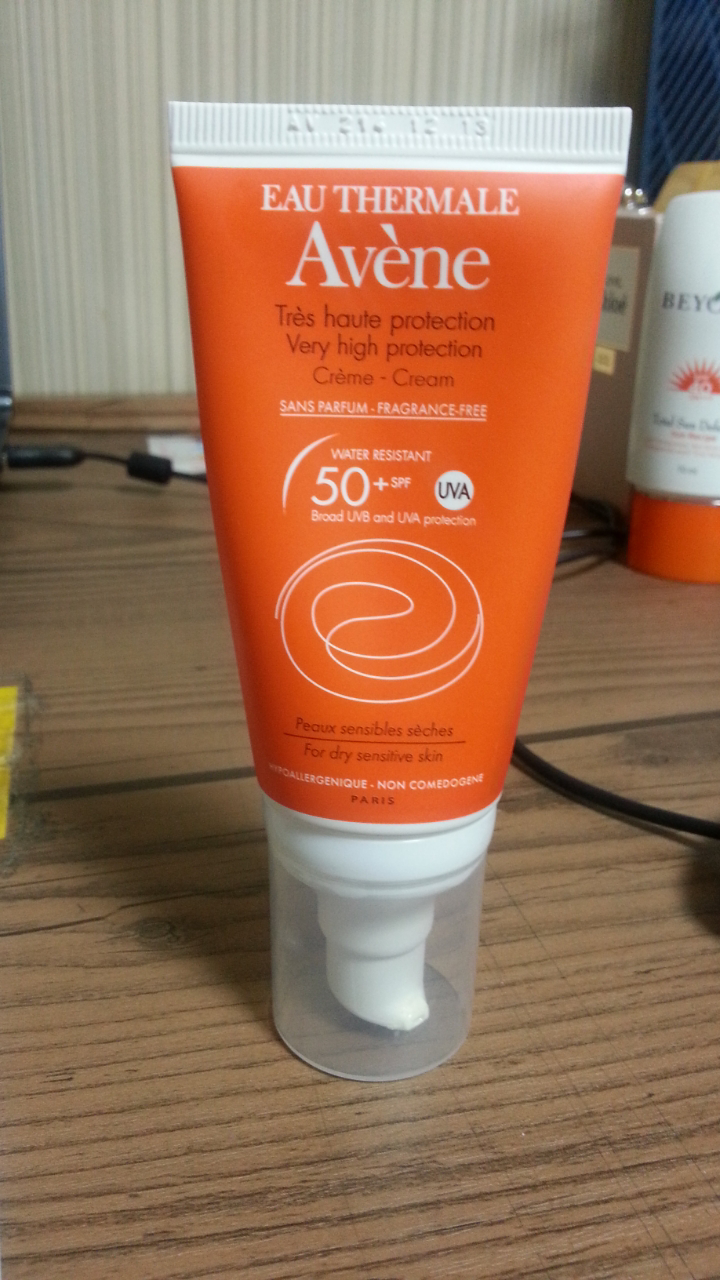 EAU THERMALE
Avène
Très haute protection
Very high protection
Crème - Cream
SANS PARFUM - FRAGRANCE-FREE
WATER RESISTANT
50+ SPF UVA
Broad UVB and UVA protection
Peaux sensibles sèches
For dry sensitive skin
HYPOALLERGENIQUE - NON COMEDOGENE
PARIS
BEYO